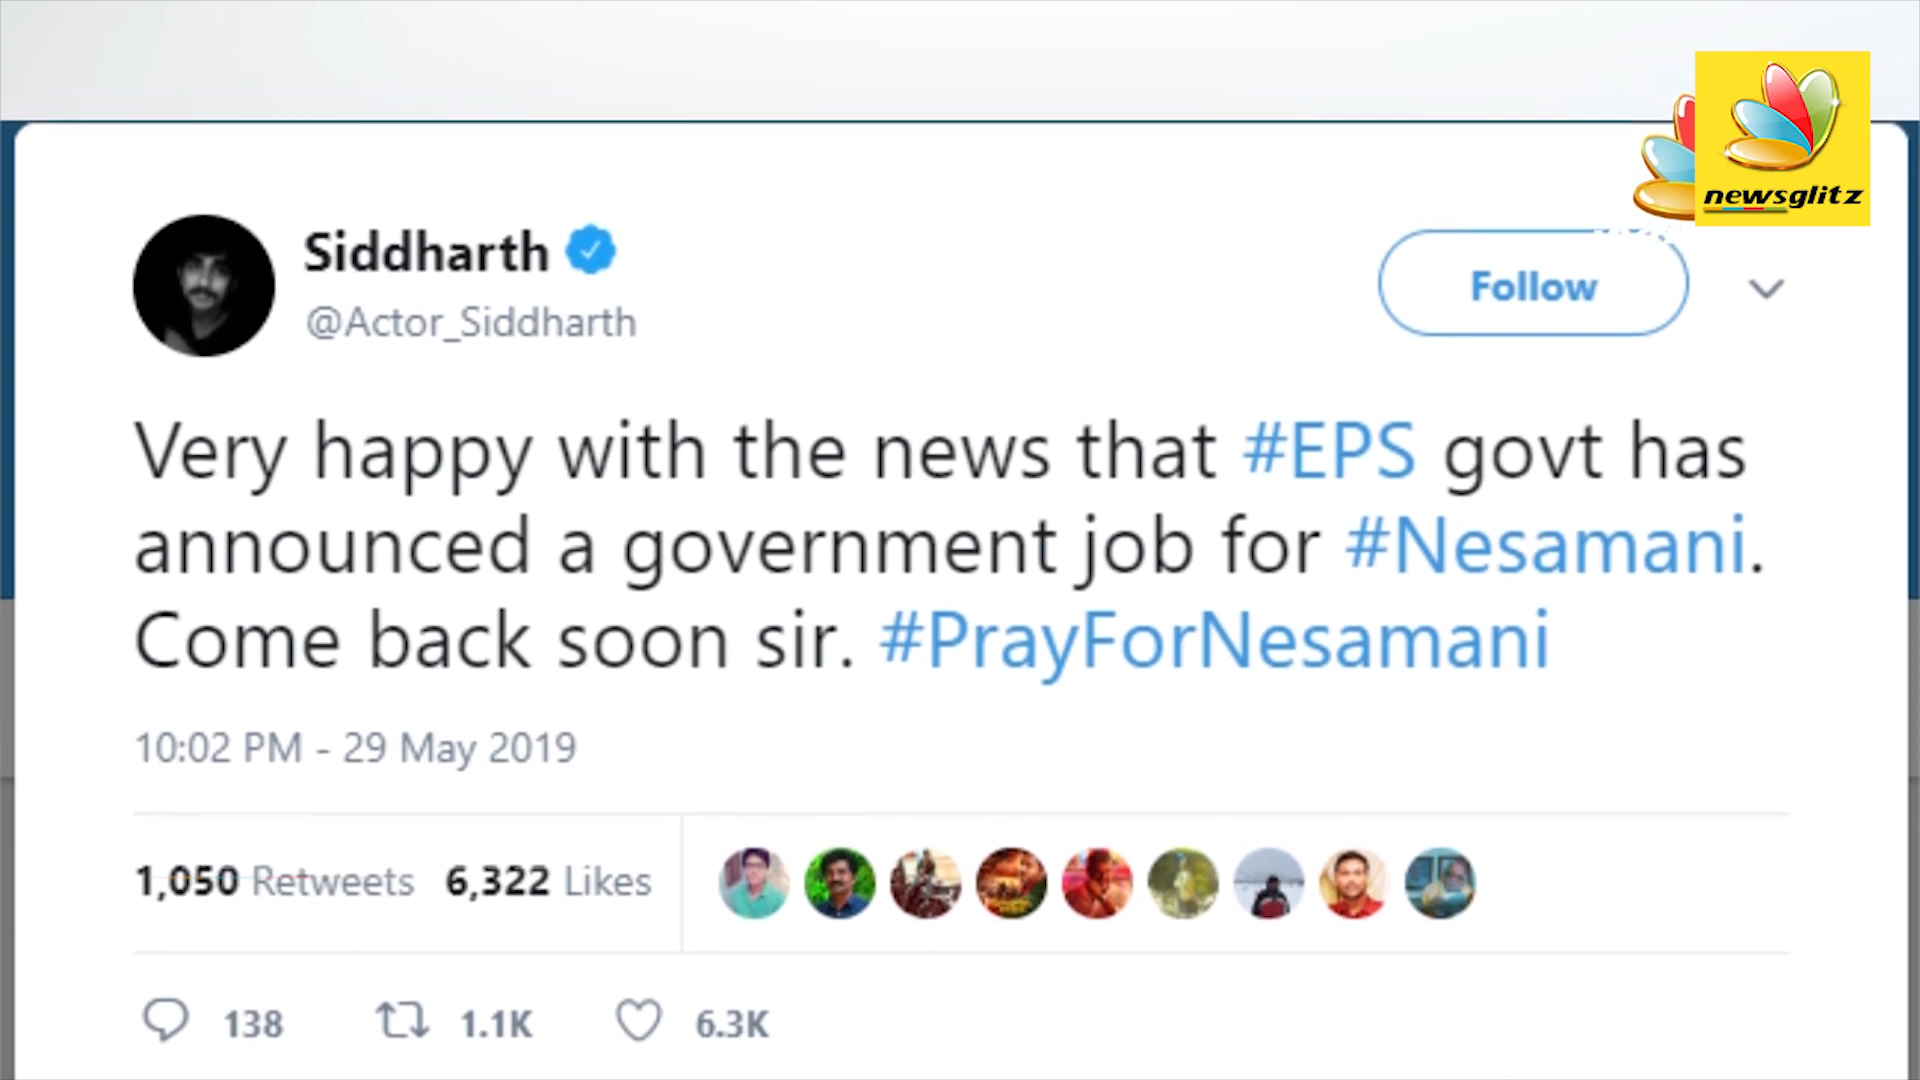 newsglitz
Siddharth
@Actor_Siddharth
Follow
Very happy with the news that #EPS govt has
announced a government job for #Nesamani.
Come back soon sir. #PrayForNesamani
10:02 PM - 29 May 2019
1,050 Retweets 6,322 Likes
138 1.1K 6.3K